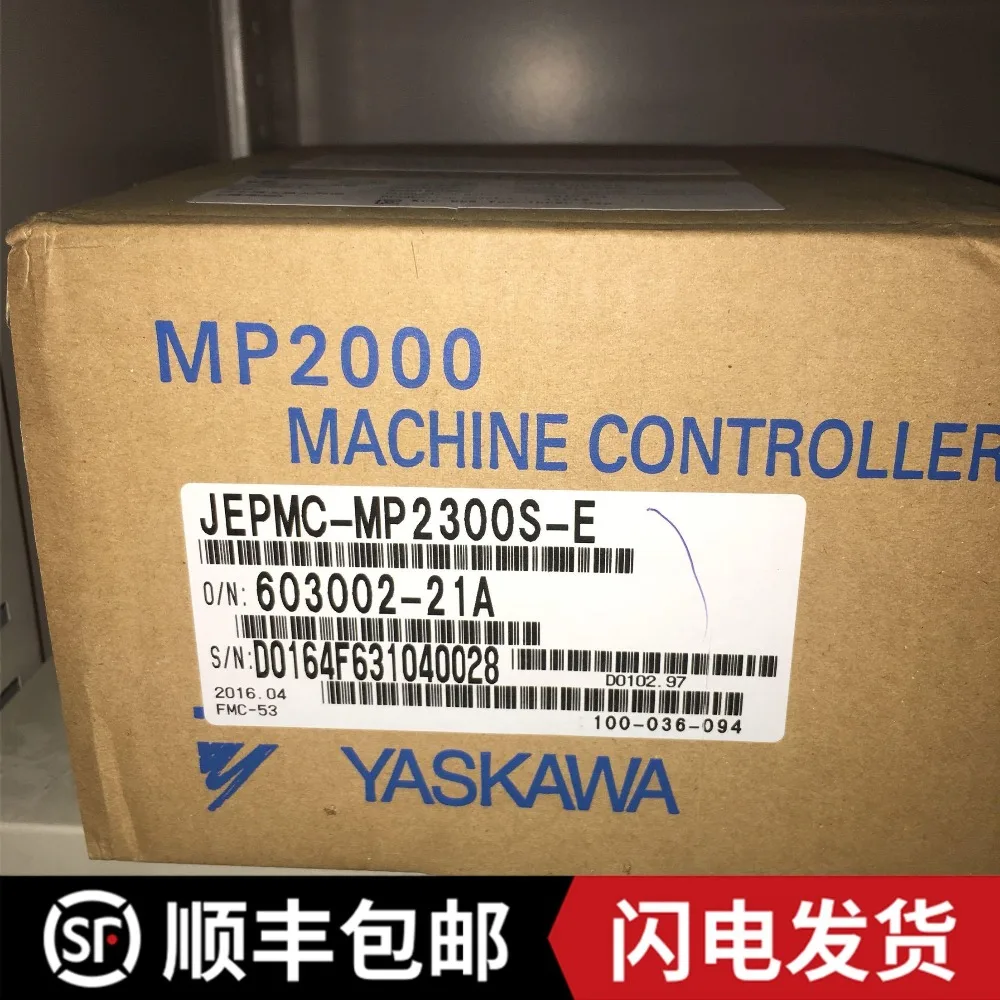 MP2000
MACHINE CONTROLLER
JEPMC-MP2300S-E
O/N: 603002-21A
S/N: D0164F631040028
D0102.97
2016.04
FMC-53
100-036-094
YASKAWA
SF 顺丰包邮
闪电发货